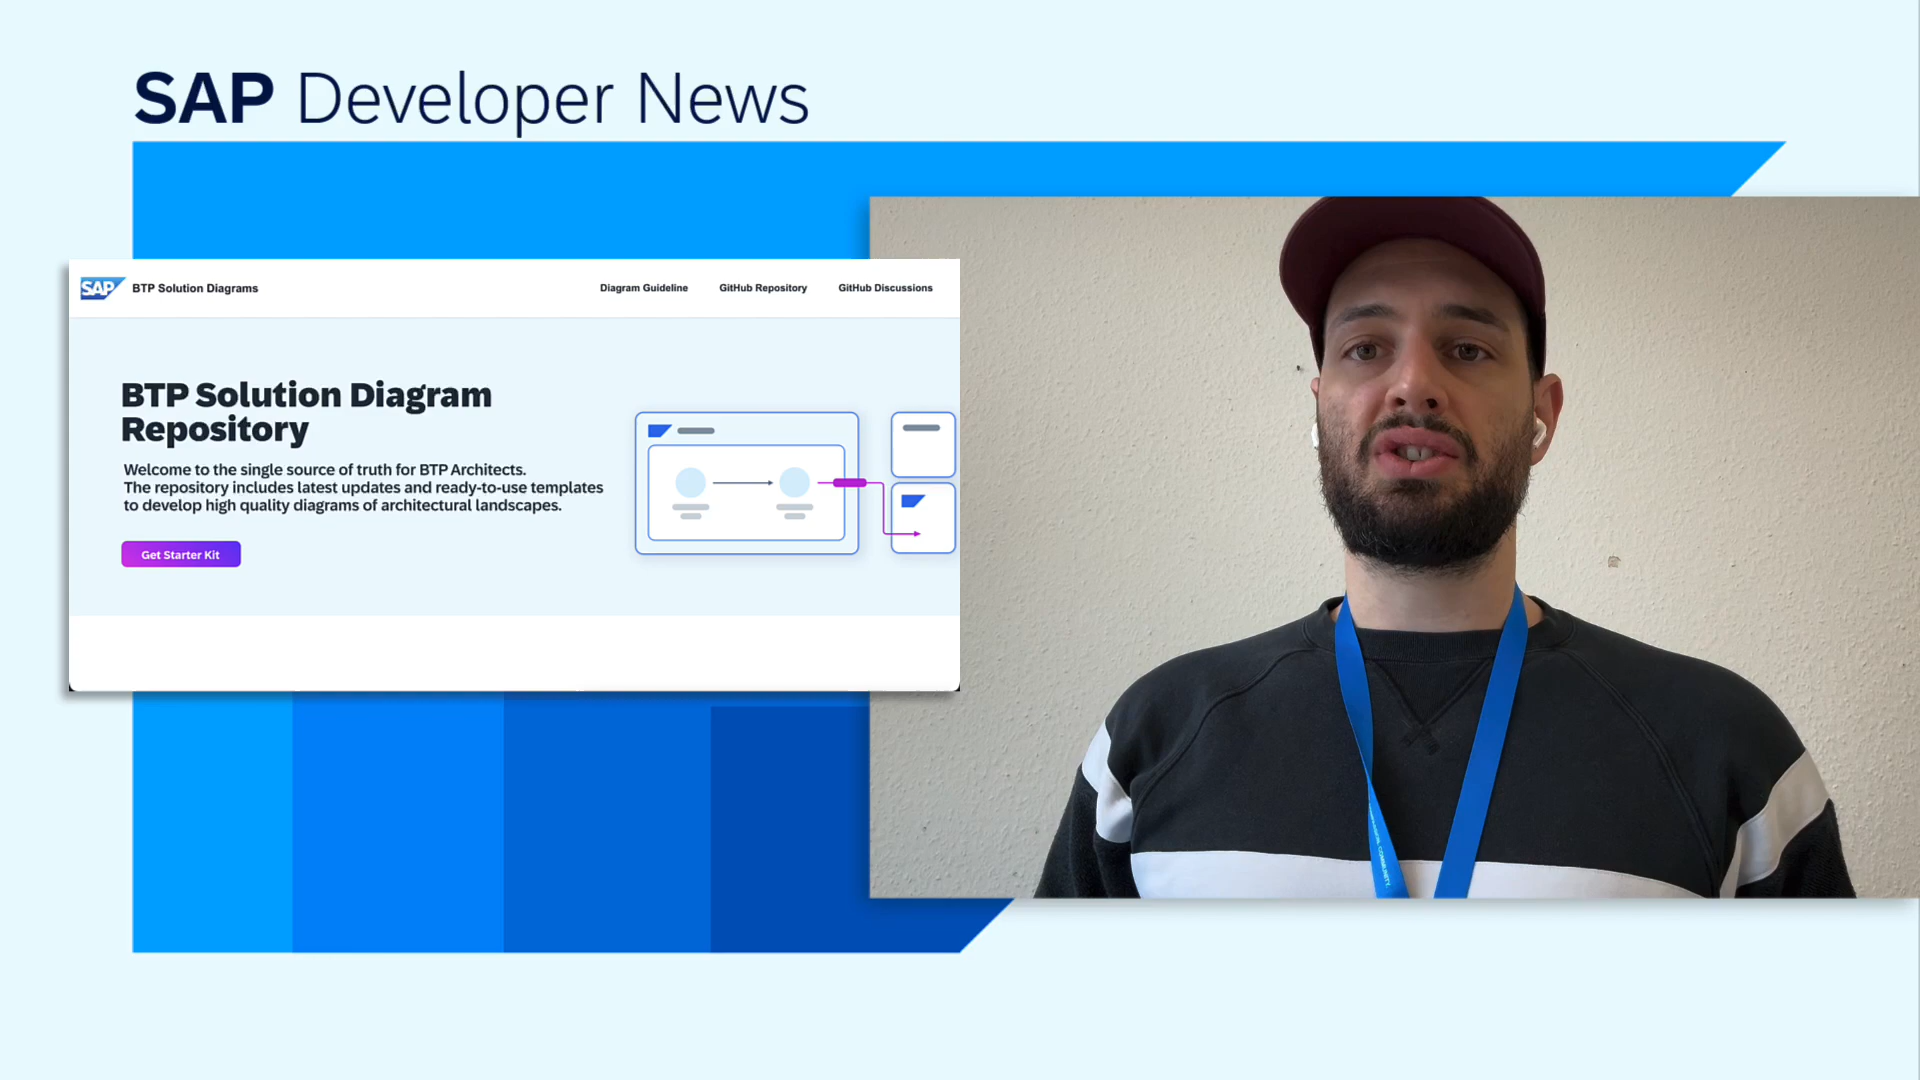 SAP Developer News
SAP BTP Solution Diagrams
Diagram Guideline
GitHub Repository
GitHub Discussions
BTP Solution Diagram
Repository
Welcome to the single source of truth for BTP Architects.
The repository includes latest updates and ready-to-use templates
to develop high quality diagrams of architectural landscapes.
Get Starter Kit
COMMUNITY